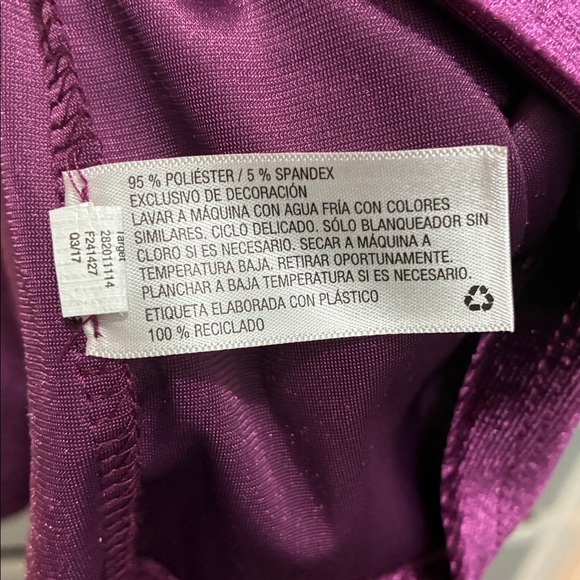 95 % POLIÉSTER / 5 % SPANDEX
EXCLUSIVO DE DECORACIÓN
LAVAR A MÁQUINA CON AGUA FRÍA CON COLORES
SIMILARES. CICLO DELICADO. SÓLO BLANQUEADOR SIN
CLORO SI ES NECESARIO. SECAR A MÁQUINA A
TEMPERATURA BAJA. RETIRAR OPORTUNAMENTE.
PLANCHAR A BAJA TEMPERATURA SI ES NECESARIO.
ETIQUETA ELABORADA CON PLÁSTICO
100 % RECICLADO
Target
282011114
F241427
Q3/17